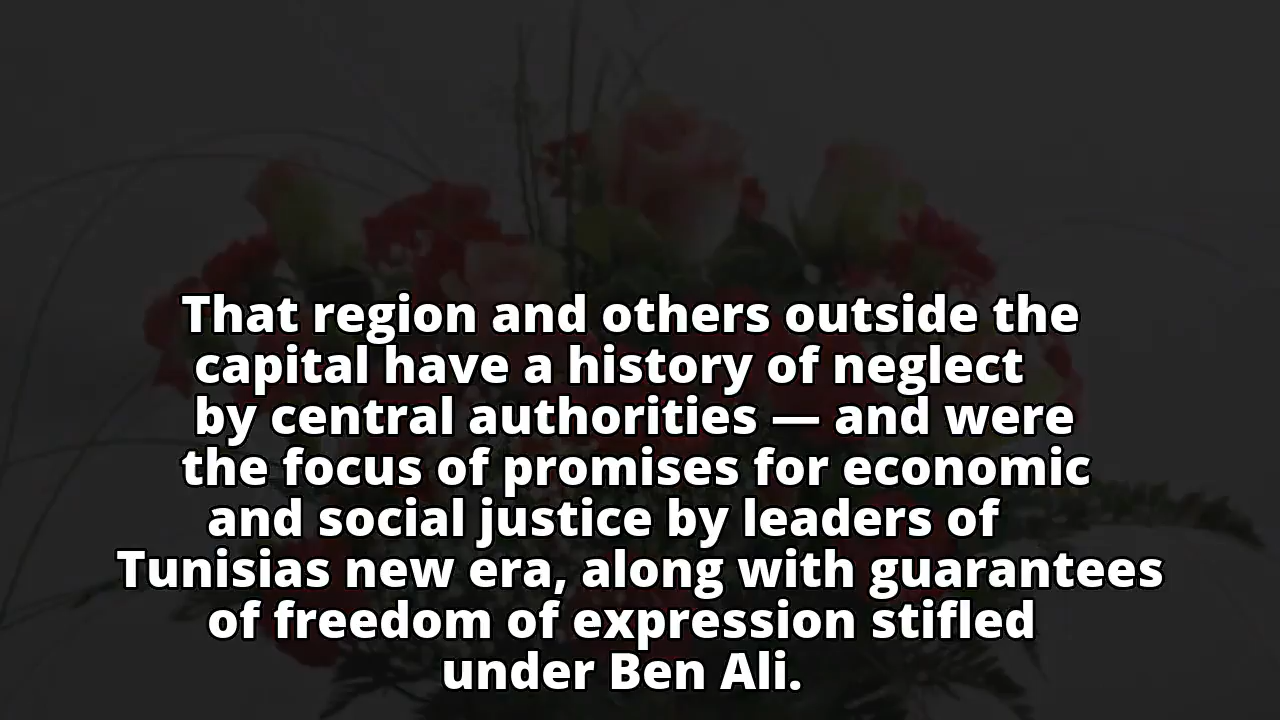 That region and others outside the
capital have a history of neglect
by central authorities — and were
the focus of promises for economic
and social justice by leaders of
Tunisias new era, along with guarantees
of freedom of expression stifled
under Ben Ali.